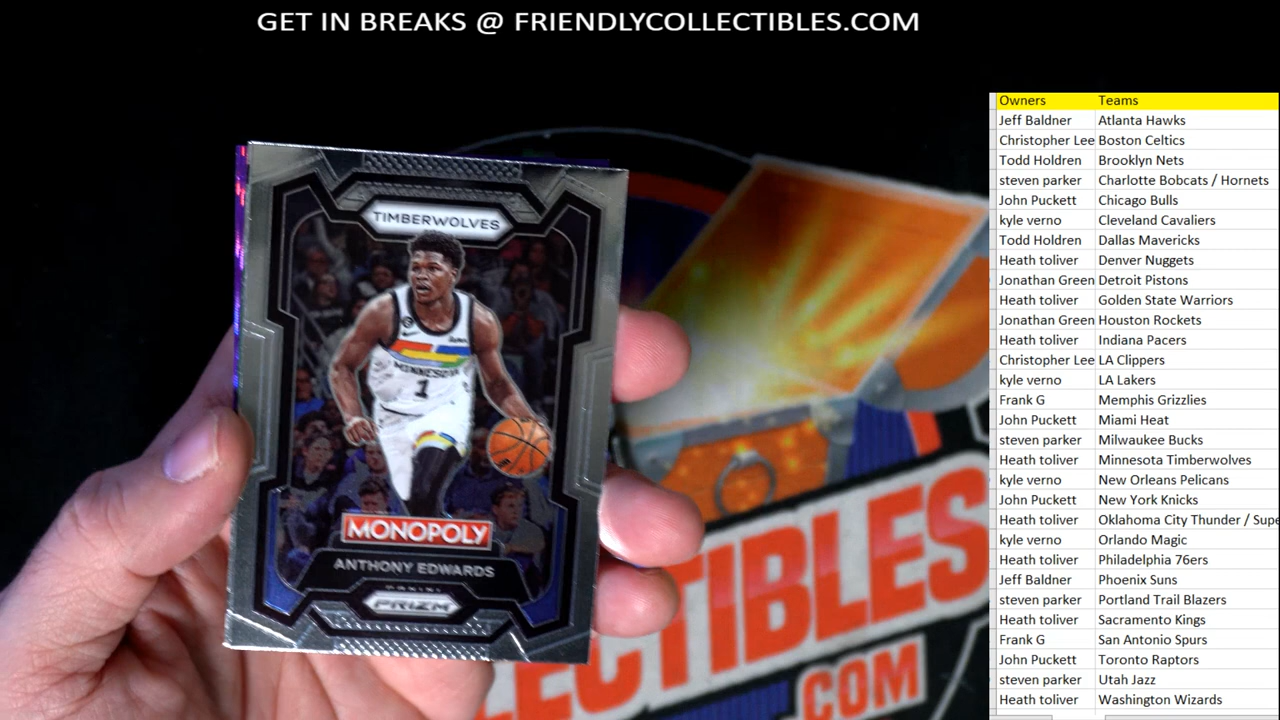 GET IN BREAKS @ FRIENDLYCOLLECTIBLES.COM
TIMBERWOLVES
MINNESOTA
1
MONOPOLY
ANTHONY EDWARDS
PANINI
PRIZM
ECTIBLES
.COM
Owners Teams
Jeff Baldner Atlanta Hawks
Christopher Lee Boston Celtics
Todd Holdren Brooklyn Nets
steven parker Charlotte Bobcats / Hornets
John Puckett Chicago Bulls
kyle verno Cleveland Cavaliers
Todd Holdren Dallas Mavericks
Heath toliver Denver Nuggets
Jonathan Green Detroit Pistons
Heath toliver Golden State Warriors
Jonathan Green Houston Rockets
Heath toliver Indiana Pacers
Christopher Lee LA Clippers
kyle verno LA Lakers
Frank G Memphis Grizzlies
John Puckett Miami Heat
steven parker Milwaukee Bucks
Heath toliver Minnesota Timberwolves
kyle verno New Orleans Pelicans
John Puckett New York Knicks
Heath toliver Oklahoma City Thunder / Sup
kyle verno Orlando Magic
Heath toliver Philadelphia 76ers
Jeff Baldner Phoenix Suns
steven parker Portland Trail Blazers
Heath toliver Sacramento Kings
Frank G San Antonio Spurs
John Puckett Toronto Raptors
steven parker Utah Jazz
Heath toliver Washington Wizards